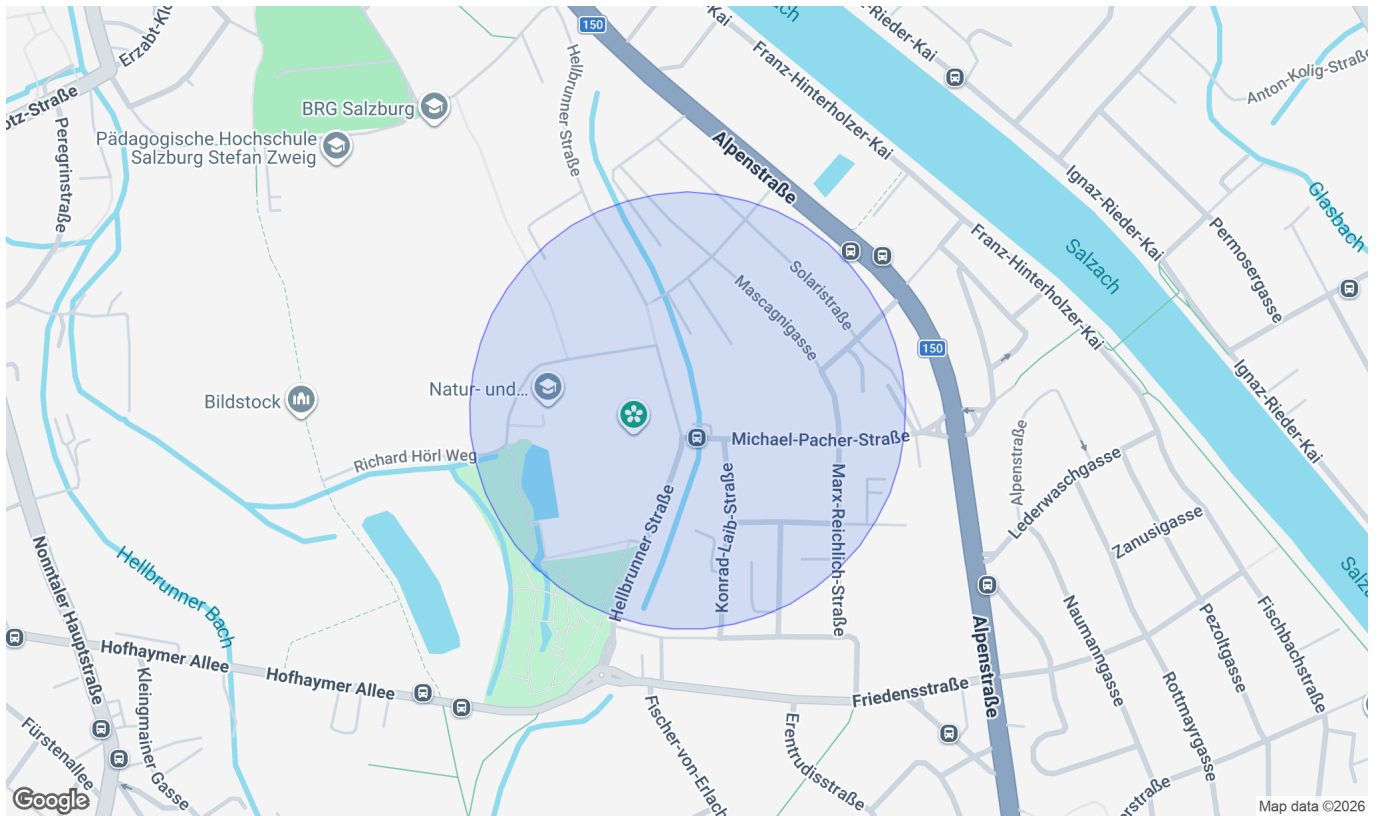 150
-Kai
Rieder-Kai
Erzabt-Kl
Hellbrunner Straße
Franz-Hinterholzer-Kai
Anton-Kolig-Straße
otz-Straße
BRG Salzburg
Pädagogische Hochschule
Salzburg Stefan Zweig
Peregrinstraße
Alpenstraße
Ignaz-Rieder-Kai
Glasbach
Permosergasse
Salzach
Franz-Hinterholzer-Kai
Solaristraße
Mascagnigasse
150
Ignaz-Rieder-Kai
Natur- und...
Bildstock
Michael-Pacher-Straße
Richard Hörl Weg
Alpenstraße
Lederwaschgasse
Zanusigasse
Hellbrunner Straße
Konrad-Laib-Straße
Marx-Reichlich-Straße
Salz
Hellbrunner Bach
Nonntaler Hauptstraße
Hofhaymer Allee
Hofhaymer Allee
Kleingmainer Gasse
Fürstenallee
Alpenstraße
Naumanngasse
Pezoltgasse
Fischbachstraße
Rottmayrgasse
Friedensstraße
Fischer-von-Erlach
Erentrudisstraße
orstraße
Google
Map data ©2026